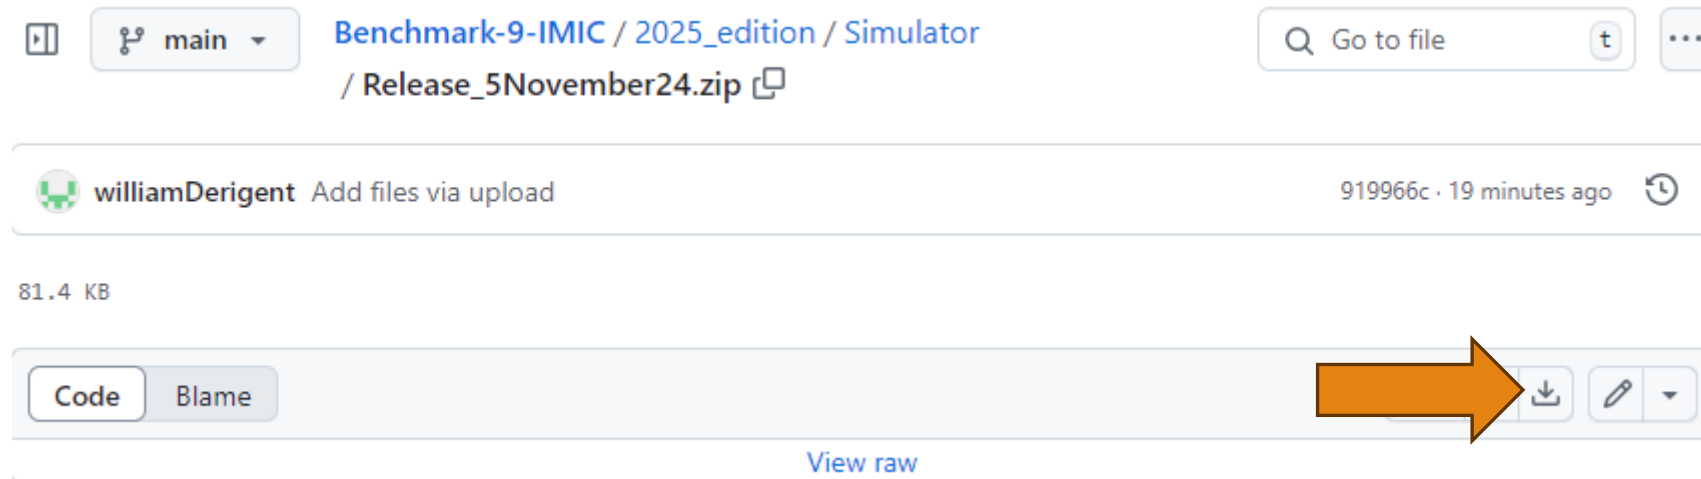 main Benchmark-9-IMIC / 2025_edition / Simulator Go to file t ...
/ Release_5November24.zip
williamDerigent Add files via upload 919966c · 19 minutes ago
81.4 KB
Code Blame
View raw